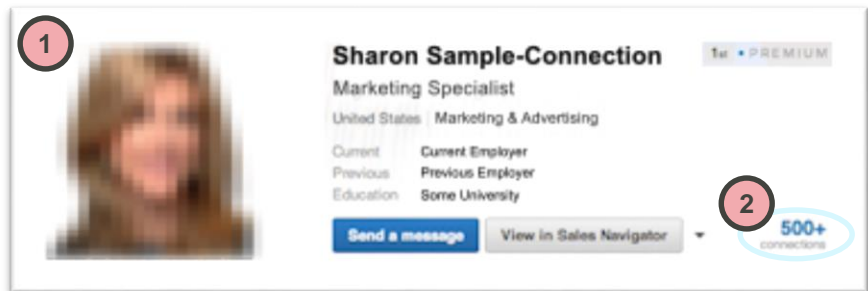 1
Sharon Sample-Connection
1st • PREMIUM
Marketing Specialist
United States | Marketing & Advertising
Current Current Employer
Previous Previous Employer
Education Some University
2
Send a message View in Sales Navigator
500+
connections